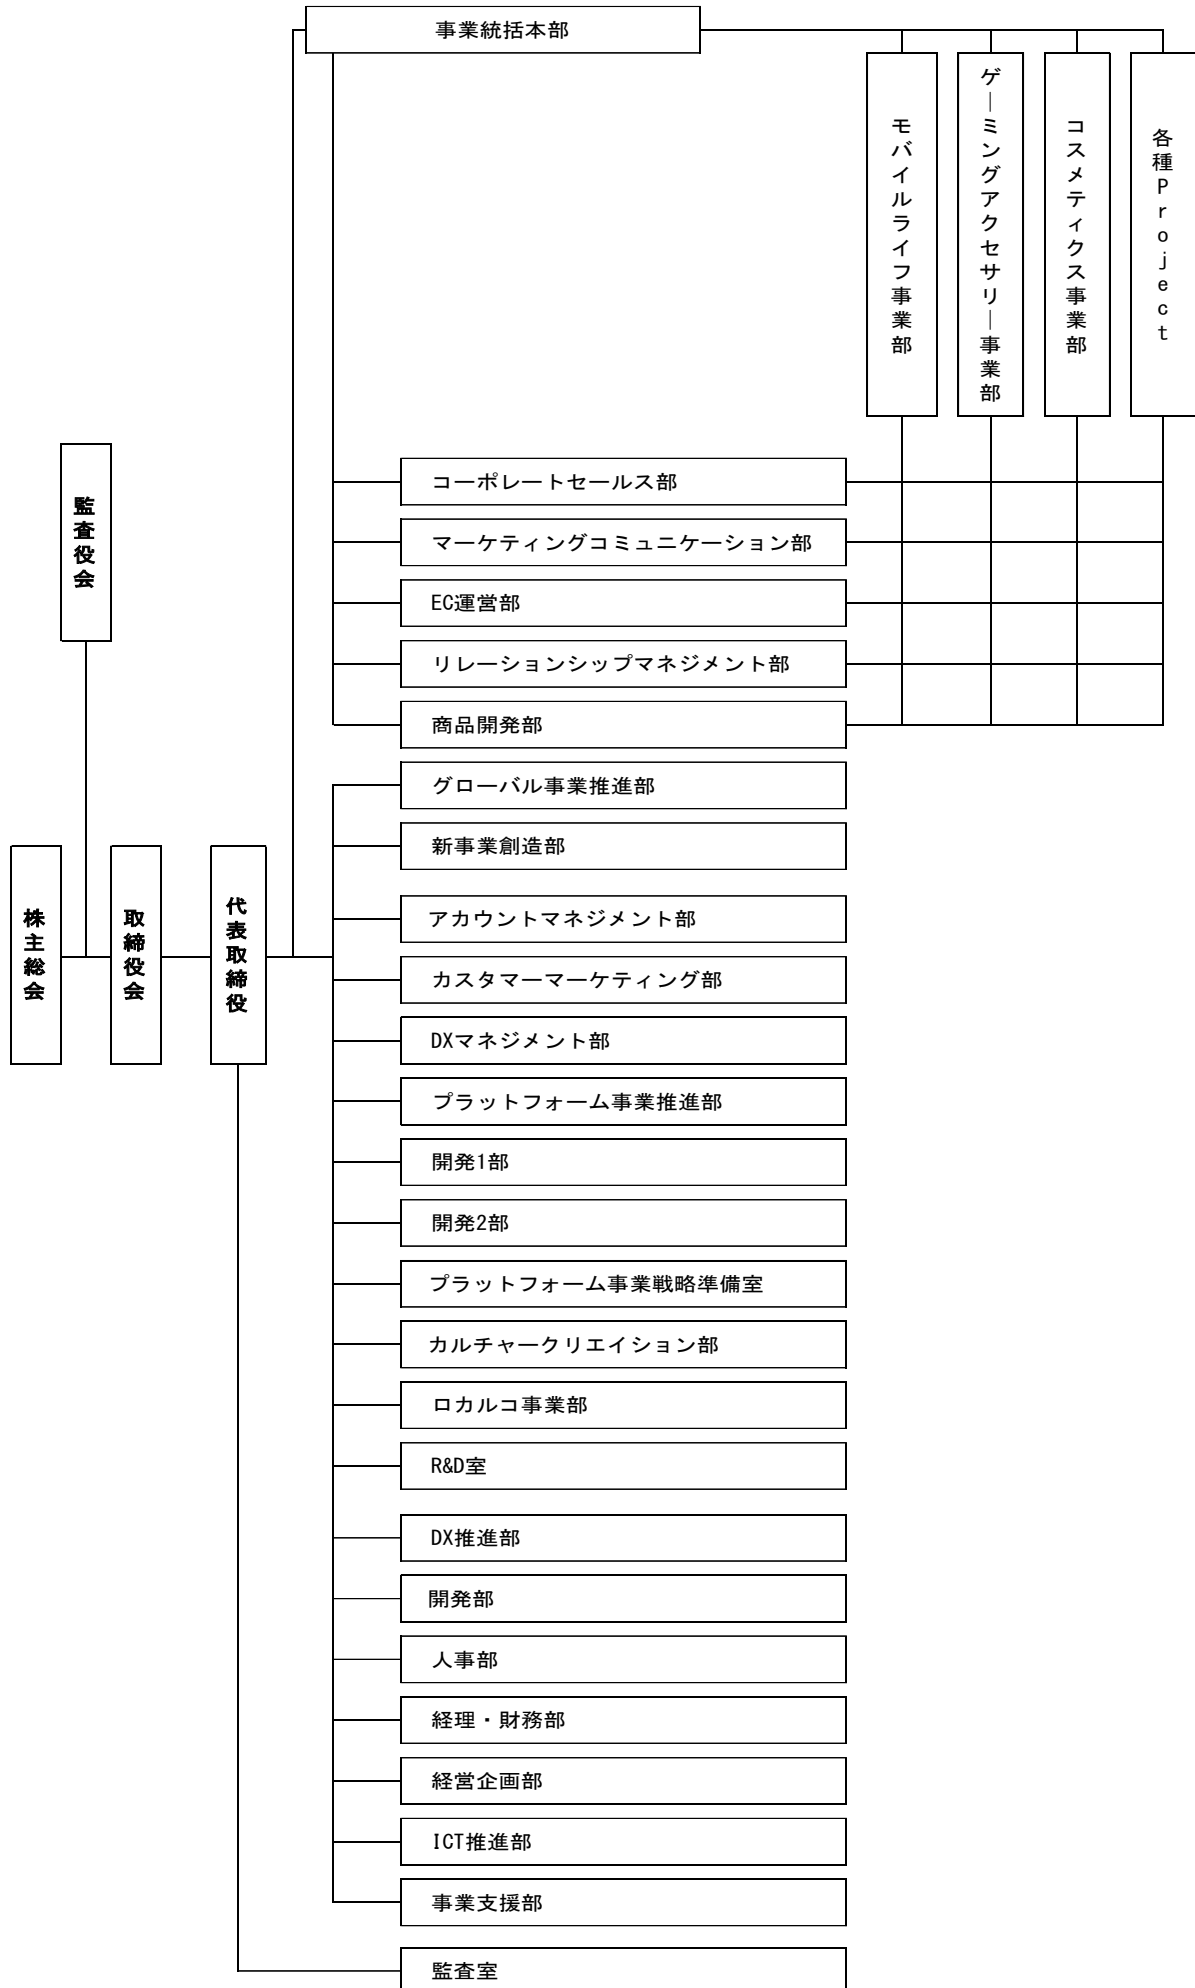 事業統括本部
モバイルライフ事業部
ゲーミングアクセサリー事業部
コスメティクス事業部
各種Project
コーポレートセールス部
マーケティングコミュニケーション部
EC運営部
リレーションシップマネジメント部
商品開発部
監査役会
株主総会
取締役会
代表取締役
グローバル事業推進部
新事業創造部
アカウントマネジメント部
カスタマーマーケティング部
DXマネジメント部
プラットフォーム事業推進部
開発1部
開発2部
プラットフォーム事業戦略準備室
カルチャークリエイション部
ロカルコ事業部
R&D室
DX推進部
開発部
人事部
経理・財務部
経営企画部
ICT推進部
事業支援部
監査室